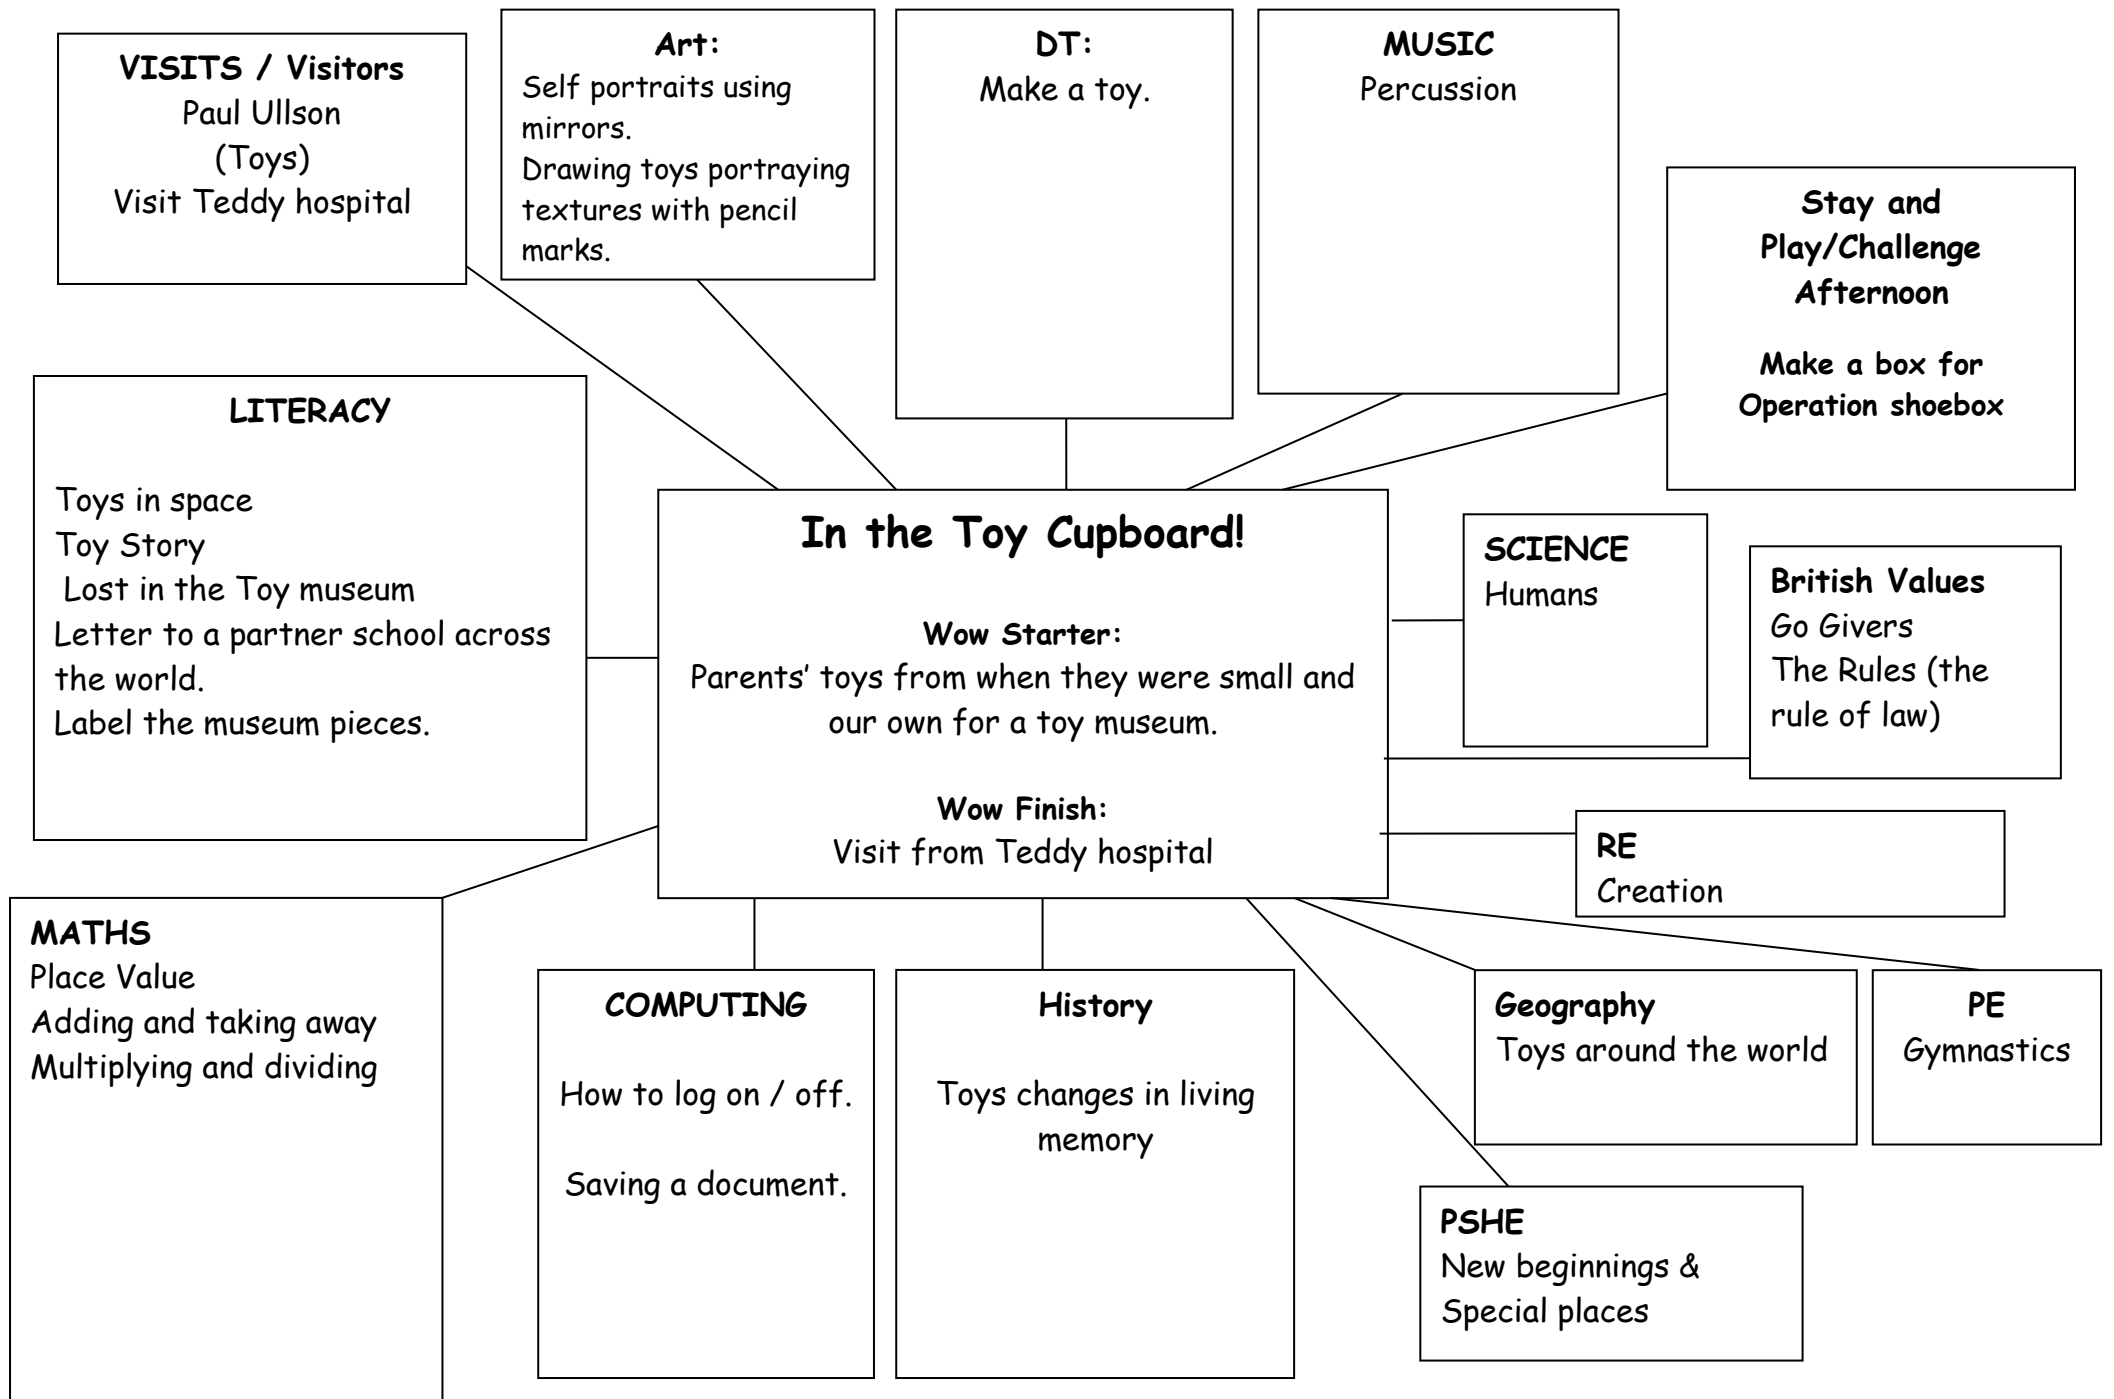 VISITS / Visitors
Paul Ullson
(Toys)
Visit Teddy hospital
Art:
Self portraits using
mirrors.
Drawing toys portraying
textures with pencil
marks.
DT:
Make a toy.
MUSIC
Percussion
Stay and
Play/Challenge
Afternoon
Make a box for
Operation shoebox
LITERACY
Toys in space
Toy Story
Lost in the Toy museum
Letter to a partner school across
the world.
Label the museum pieces.
In the Toy Cupboard!
Wow Starter:
Parents’ toys from when they were small and
our own for a toy museum.
Wow Finish:
Visit from Teddy hospital
SCIENCE
Humans
British Values
Go Givers
The Rules (the
rule of law)
RE
Creation
MATHS
Place Value
Adding and taking away
Multiplying and dividing
COMPUTING
How to log on / off.
Saving a document.
History
Toys changes in living
memory
Geography
Toys around the world
PE
Gymnastics
PSHE
New beginnings &
Special places